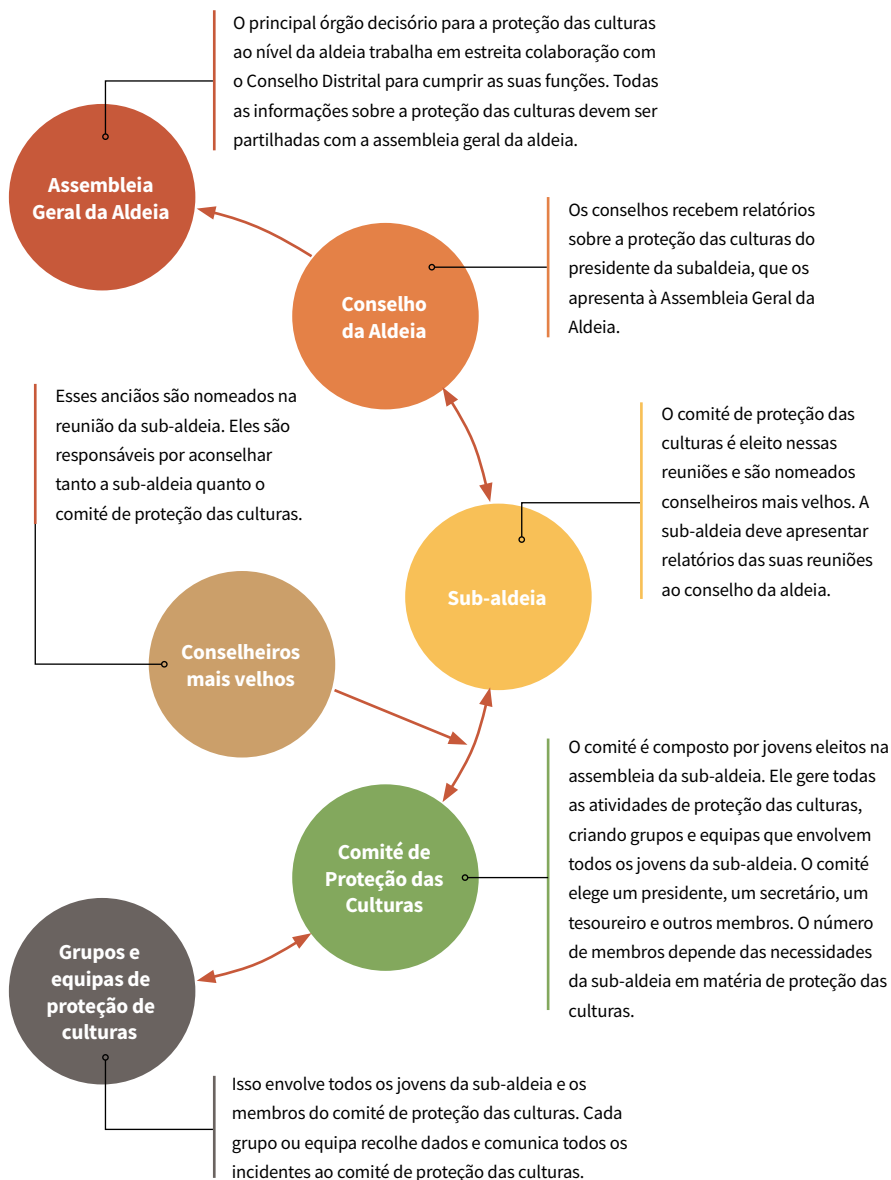 O principal órgão decisório para a proteção das culturas
ao nível da aldeia trabalha em estreita colaboração com
o Conselho Distrital para cumprir as suas funções. Todas
as informações sobre a proteção das culturas devem ser
partilhadas com a assembleia geral da aldeia.
Assembleia
Geral da Aldeia
Os conselhos recebem relatórios
sobre a proteção das culturas do
presidente da subaldeia, que os
apresenta à Assembleia Geral da
Aldeia.
Conselho
da Aldeia
Esses anciãos são nomeados na
reunião da sub-aldeia. Eles são
responsáveis por aconselhar
tanto a sub-aldeia quanto o
comité de proteção das culturas.
O comité de proteção das
culturas é eleito nessas
reuniões e são nomeados
conselheiros mais velhos. A
sub-aldeia deve apresentar
relatórios das suas reuniões
ao conselho da aldeia.
Sub-aldeia
Conselheiros
mais velhos
O comité é composto por jovens eleitos na
assembleia da sub-aldeia. Ele gere todas
as atividades de proteção das culturas,
criando grupos e equipas que envolvem
todos os jovens da sub-aldeia. O comité
elege um presidente, um secretário, um
tesoureiro e outros membros. O número
de membros depende das necessidades
da sub-aldeia em matéria de proteção das
culturas.
Comité de
Proteção das
Culturas
Grupos e
equipas de
proteção de
culturas
Isso envolve todos os jovens da sub-aldeia e os
membros do comité de proteção das culturas. Cada
grupo ou equipa recolhe dados e comunica todos os
incidentes ao comité de proteção das culturas.